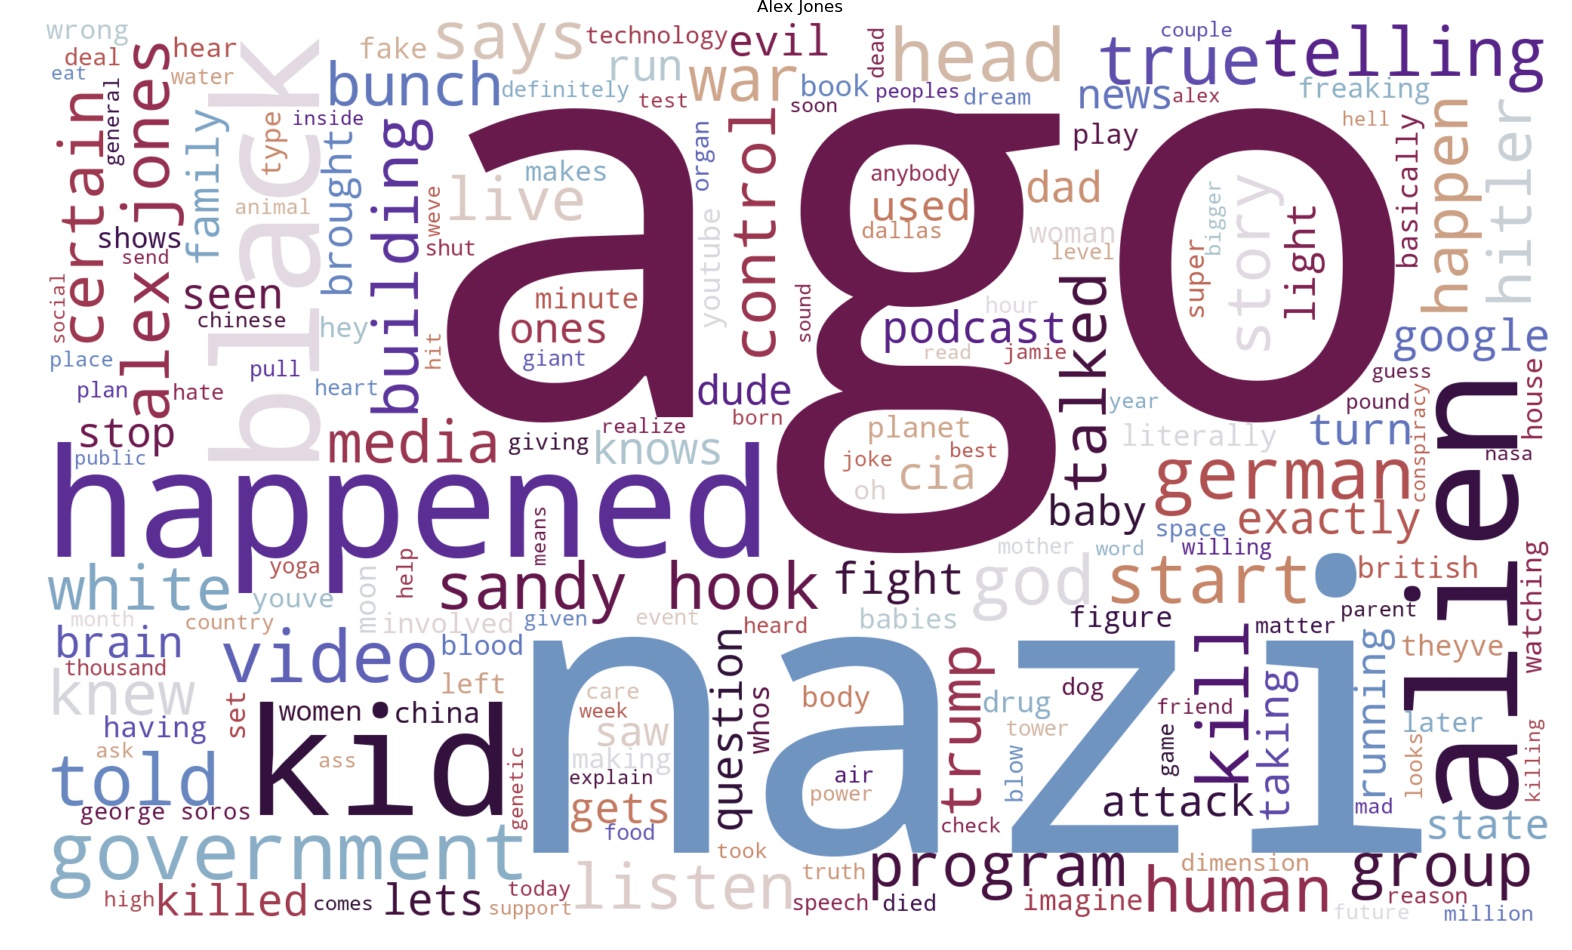 Alex Jones
wrong
deal
hear
eat
water
general
certain
alexjones
family
type
black
fake
says
technology
evil
dead
head
couple
true
telling
bunch
definitely
run
test
war
book
soon
peoples
dream
news
alex
freaking
inside
brought
building
animal
weve
shut
makes
live
organ
youtube
control
anybody
used
dallas
play
dad
woman
level
hell
basically
happen
hitler
super
bigger
story
light
ago
shows
send
social
seen
chinese
hey
hit
minute
ones
giant
sound
hour
podcast
read
jamie
talked
google
place
plan
hate
pull
heart
dude
born
year
guess
pound
house
stop
public
media
giving
realize
knows
planet
joke
best
oh
cia
literally
turn
conspiracy
alien
nasa
happened
means
baby
german
exactly
space
willing
word
mother
white
yoga
youve
moon
help
sandy hook
fight
god
start
british
month
country
involved
given
event
heard
babies
figure
parent
matter
watching
brain
thousand
video
blood
knew
left
set
having
women
china
care
week
saw
making
explain
question
whos
body
trump
drug
tower
dog
friend
kill
taking
running
theyve
later
looks
killing
told
ask
kid
ass
genetic
nazi
air
power
blow
game
attack
mad
george soros
gets
food
check
state
government
took
truth
program
dimension
group
high
killed
comes
lets
today
support
listen
speech
died
imagine
human
reason
future
million